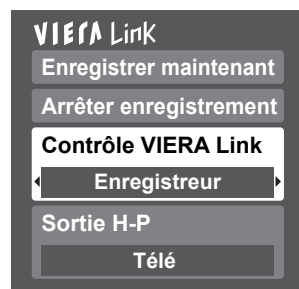 VIERA Link
Enregistrer maintenant
Arrêter enregistrement
Contrôle VIERA Link
Enregistreur
Sortie H-P
Télé